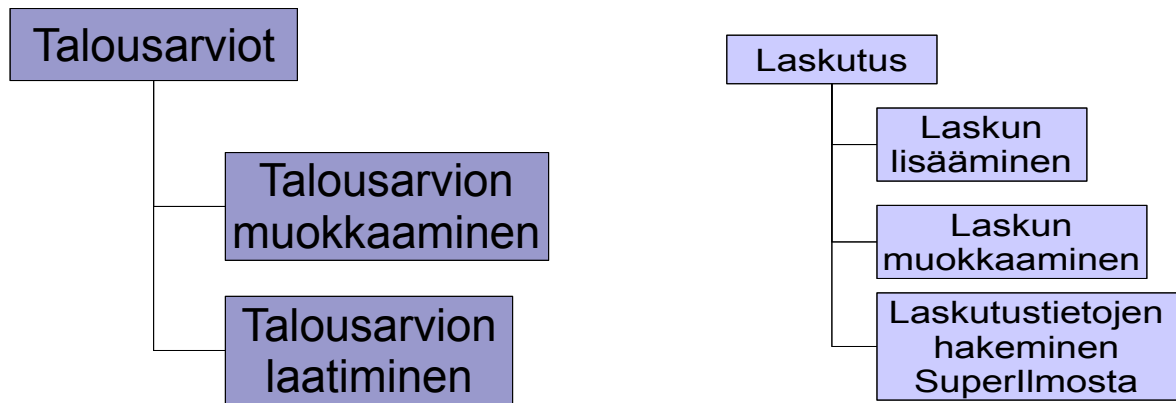 Talousarviot
Talousarvion
muokkaaminen
Talousarvion
laatiminen
Laskutus
Laskun
lisääminen
Laskun
muokkaaminen
Laskutustietojen
hakeminen
SuperIlmosta